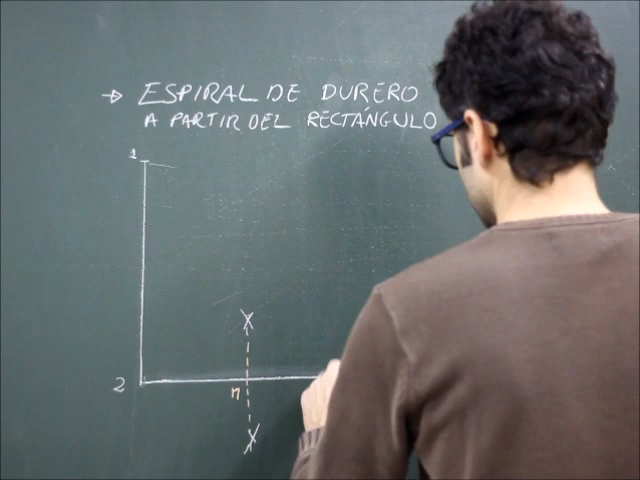 → ESPIRAL DE DURERO
A PARTIR DEL RECTÁNGULO
1
2
n